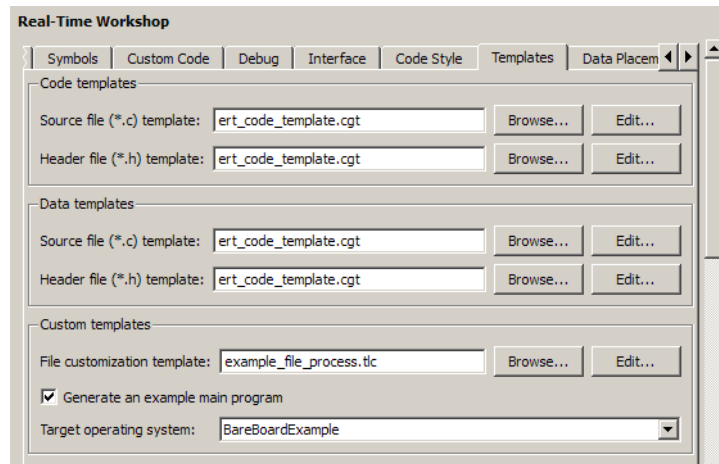 Real-Time Workshop
Symbols Custom Code Debug Interface Code Style Templates Data Placem
Code templates
Source file (*.c) template: ert_code_template.cgt Browse... Edit...
Header file (*.h) template: ert_code_template.cgt Browse... Edit...
Data templates
Source file (*.c) template: ert_code_template.cgt Browse... Edit...
Header file (*.h) template: ert_code_template.cgt Browse... Edit...
Custom templates
File customization template: example_file_process.tlc Browse... Edit...
Generate an example main program
Target operating system: BareBoardExample